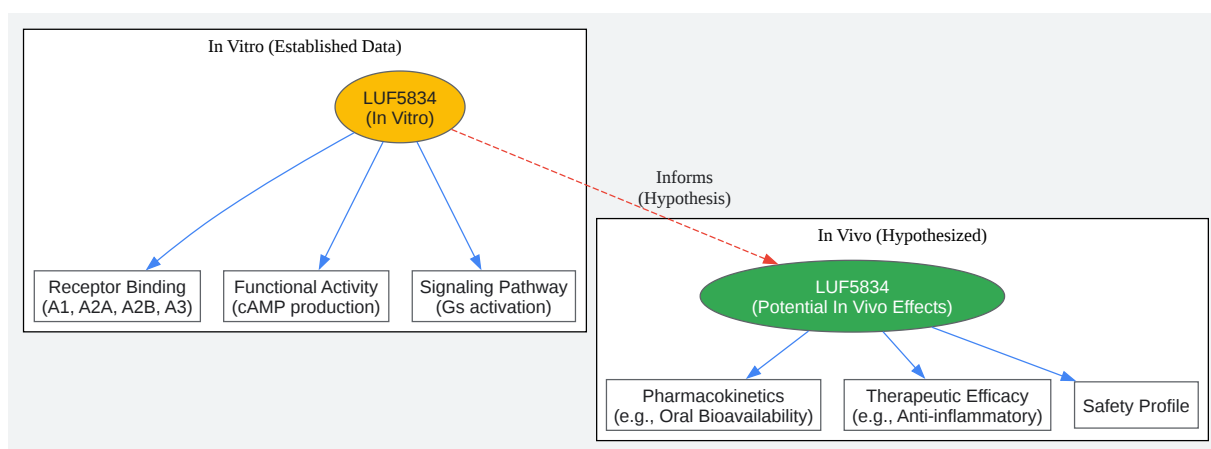 In Vitro (Established Data)
LUF5834
(In Vitro)
Informs
(Hypothesis)
Receptor Binding
(A1, A2A, A2B, A3)
Functional Activity
(cAMP production)
Signaling Pathway
(Gs activation)
In Vivo (Hypothesized)
LUF5834
(Potential In Vivo Effects)
Pharmacokinetics
(e.g., Oral Bioavailability)
Therapeutic Efficacy
(e.g., Anti-inflammatory)
Safety Profile